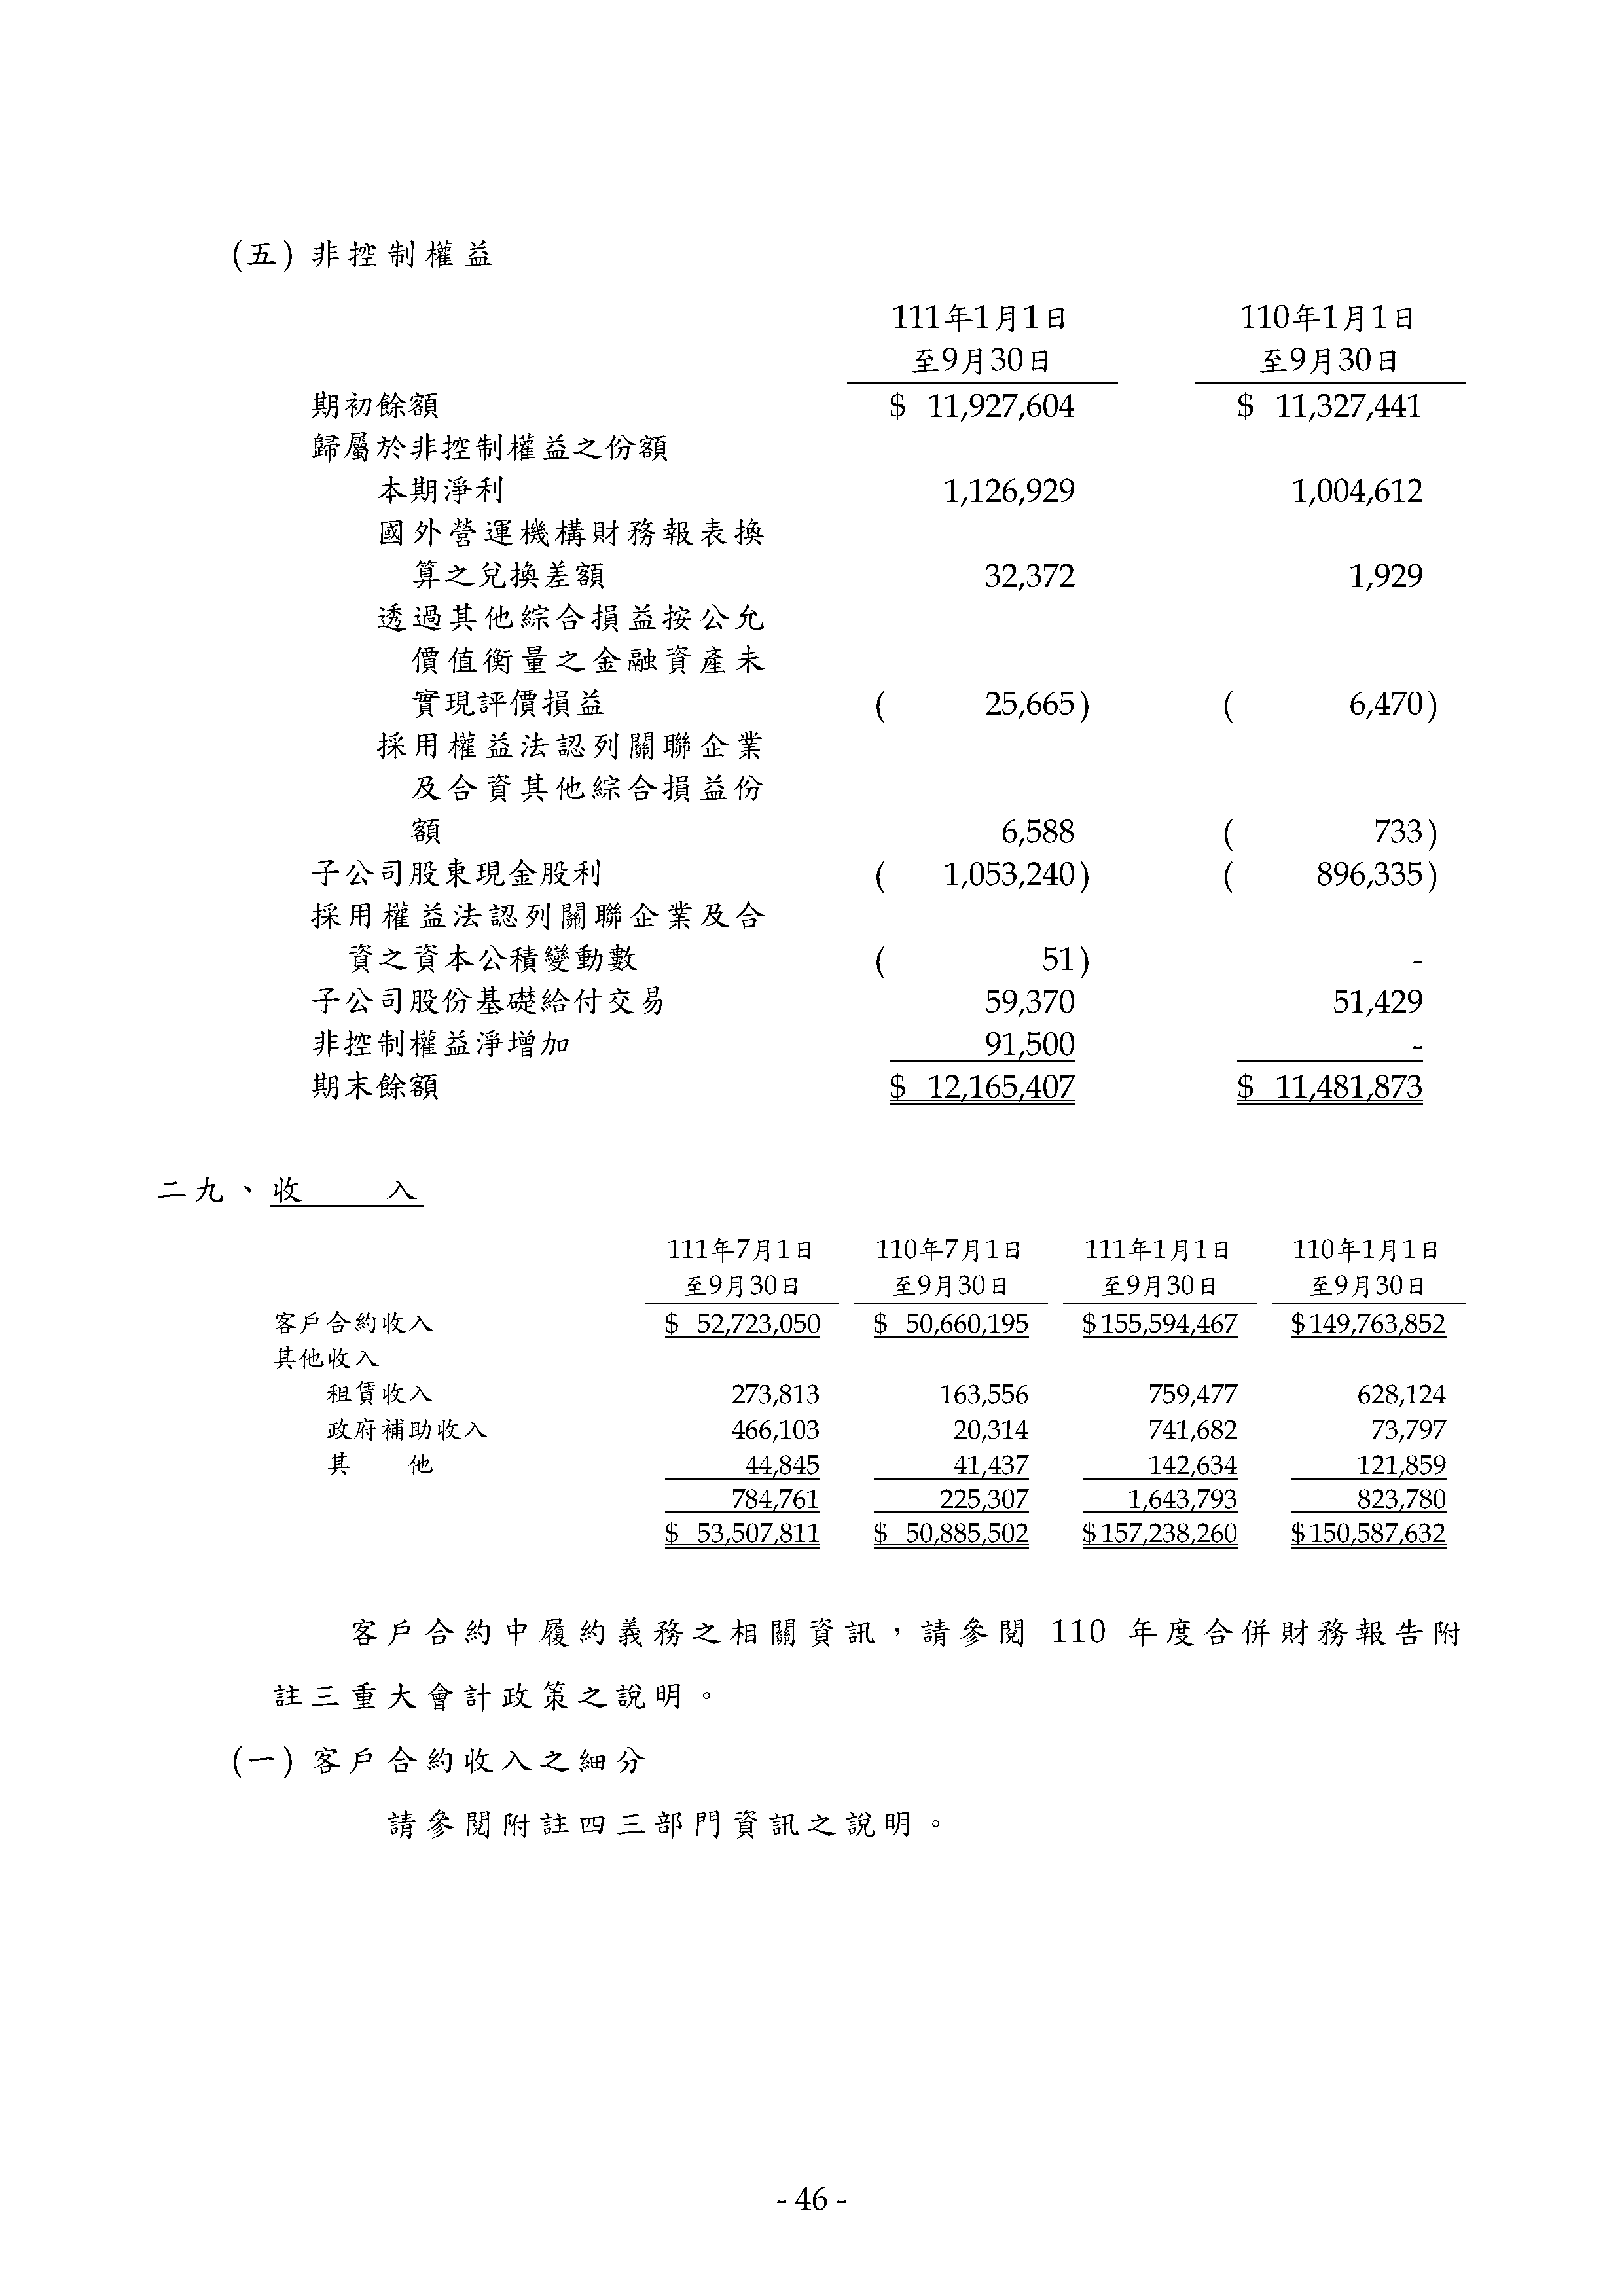 (五) 非控制權益
111年1月1日 110年1月1日
至9月30日 至9月30日
期初餘額 $ 11,927,604 $ 11,327,441
歸屬於非控制權益之份額
本期淨利 1,126,929 1,004,612
國外營運機構財務報表換
算之兌換差額 32,372 1,929
透過其他綜合損益按公允
價值衡量之金融資產未
實現評價損益 ( 25,665) ( 6,470)
採用權益法認列關聯企業
及合資其他綜合損益份
額 6,588 ( 733)
子公司股東現金股利 ( 1,053,240) ( 896,335)
採用權益法認列關聯企業及合
資之資本公積變動數 ( 51) -
子公司股份基礎給付交易 59,370 51,429
非控制權益淨增加 91,500 -
期末餘額 $ 12,165,407 $ 11,481,873
二九、收 入
111年7月1日 110年7月1日 111年1月1日 110年1月1日
至9月30日 至9月30日 至9月30日 至9月30日
客戶合約收入 $ 52,723,050 $ 50,660,195 $155,594,467 $149,763,852
其他收入
租賃收入 273,813 163,556 759,477 628,124
政府補助收入 466,103 20,314 741,682 73,797
其 他 44,845 41,437 142,634 121,859
784,761 225,307 1,643,793 823,780
$ 53,507,811 $ 50,885,502 $157,238,260 $150,587,632
客戶合約中履約義務之相關資訊，請參閱 110 年度合併財務報告附
註三重大會計政策之說明。
(一) 客戶合約收入之細分
請參閱附註四三部門資訊之說明。
- 46 -